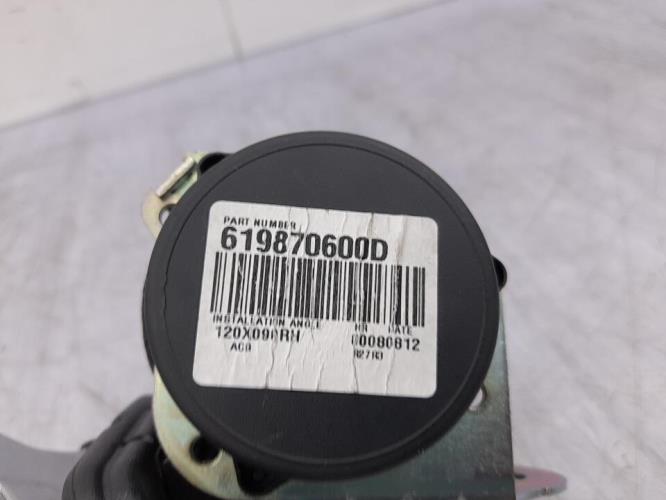 PART NUMBER
619870600D
INSTALLATION ANGLE HR DATE
120X090RH 00080812